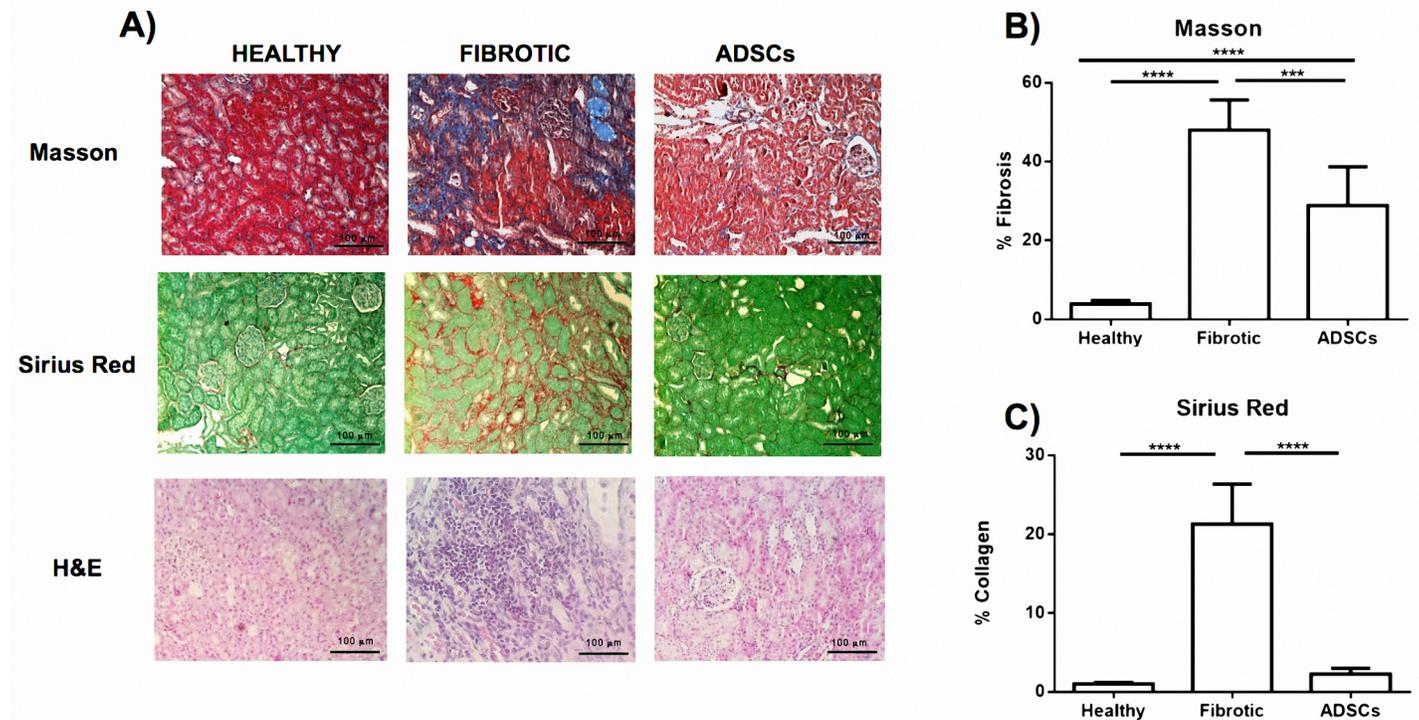 A)
HEALTHY FIBROTIC ADSCs
Masson
100 µm 100 µm 100 µm
Sirius Red
100 µm 100 µm 100 µm
H&E
100 µm 100 µm 100 µm
B)
Masson
****
**** ***
% Fibrosis
60
40
20
0
Healthy Fibrotic ADSCs
C)
Sirius Red
**** ****
% Collagen
30
20
10
0
Healthy Fibrotic ADSCs